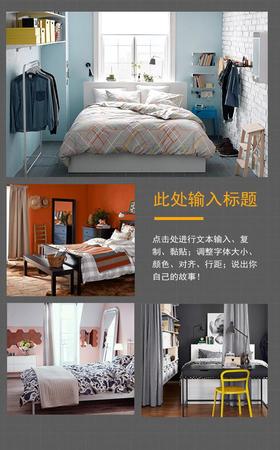 此处输入标题
点击处进行文本输入、复
制、黏贴；调整字体大小、
颜色、对齐、行距；说出你
自己的故事！